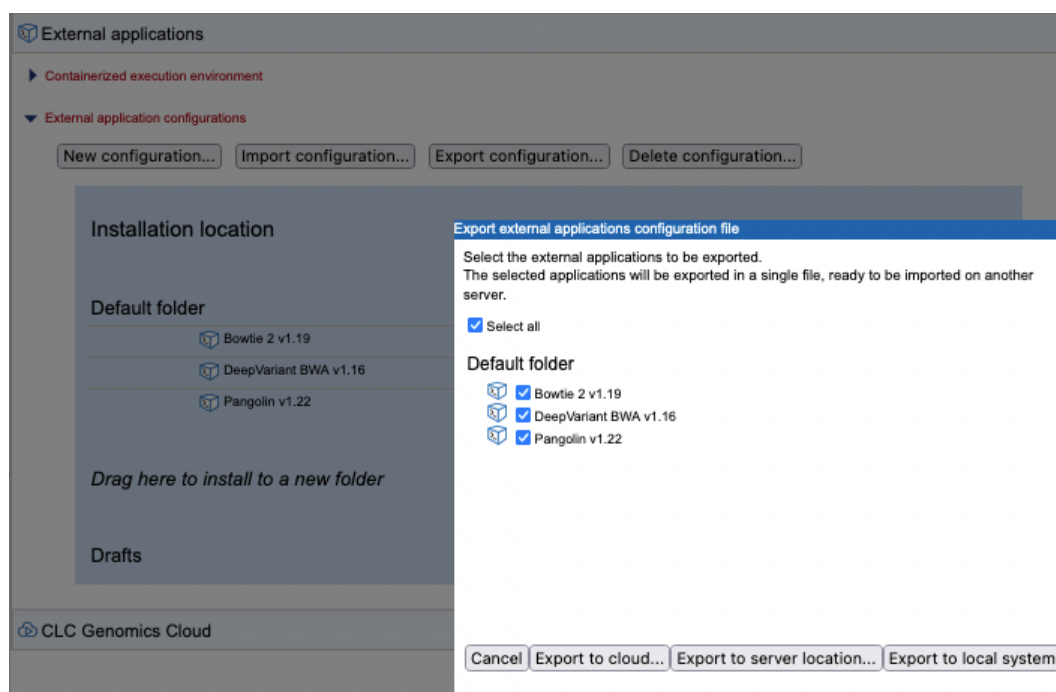 External applications
Containerized execution environment
External application configurations
New configuration... Import configuration... Export configuration... Delete configuration...
Installation location
Default folder
Bowtie 2 v1.19
DeepVariant BWA v1.16
Pangolin v1.22
Drag here to install to a new folder
Drafts
CLC Genomics Cloud
Export external applications configuration file
Select the external applications to be exported.
The selected applications will be exported in a single file, ready to be imported on another
server.
Select all
Default folder
Bowtie 2 v1.19
DeepVariant BWA v1.16
Pangolin v1.22
Cancel Export to cloud... Export to server location... Export to local system